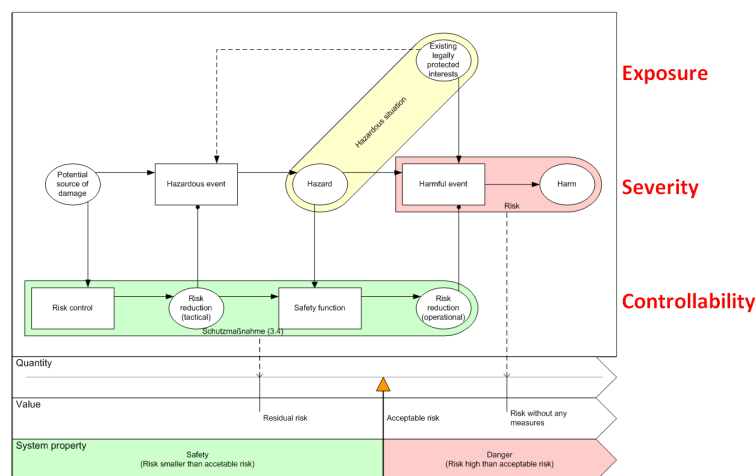 Existing
legally
protected
interests
Exposure
Hazardous situation
Potential
source of
damage
Hazardous event
Hazard
Harmful event
Harm
Severity
Risk
Risk control
Risk
reduction
(tactical)
Safety function
Risk
reduction
(operational)
Controllability
Schutzmaßnahme (3.4)
Quantity
Value
Residual risk
Acceptable risk
Risk without any
measures
System property
Safety
(Risk smaller than accetable risk)
Danger
(Risk high than acceptable risk)